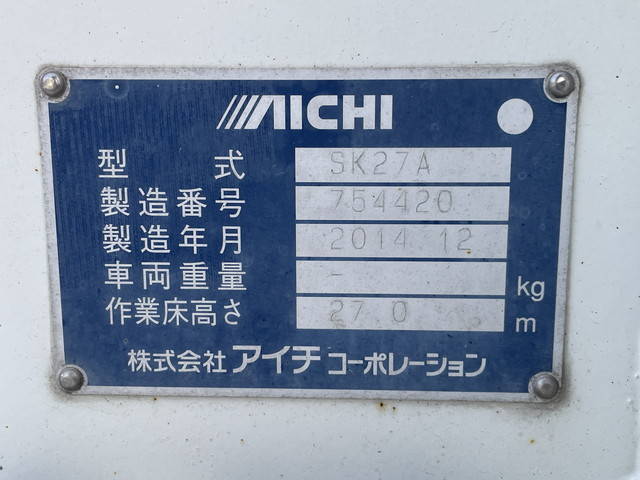 AICHI
型式 SK27A
製造番号 754420
製造年月 2014.12
車両重量 - kg
作業床高さ 27.0 m
株式会社アイチコーポレーション